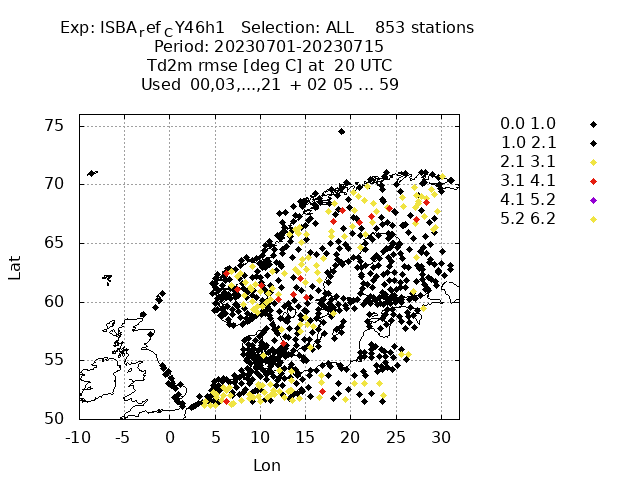 Exp: ISBA_ref_CY46h1 Selection: ALL 853 stations
Period: 20230701-20230715
Td2m rmse [deg C] at 20 UTC
Used 00,03,...,21 + 02 05 ... 59
0.0 1.0
1.0 2.1
2.1 3.1
3.1 4.1
4.1 5.2
5.2 6.2
75
70
65
60
55
50
Lat
-10 -5 0 5 10 15 20 25 30
Lon